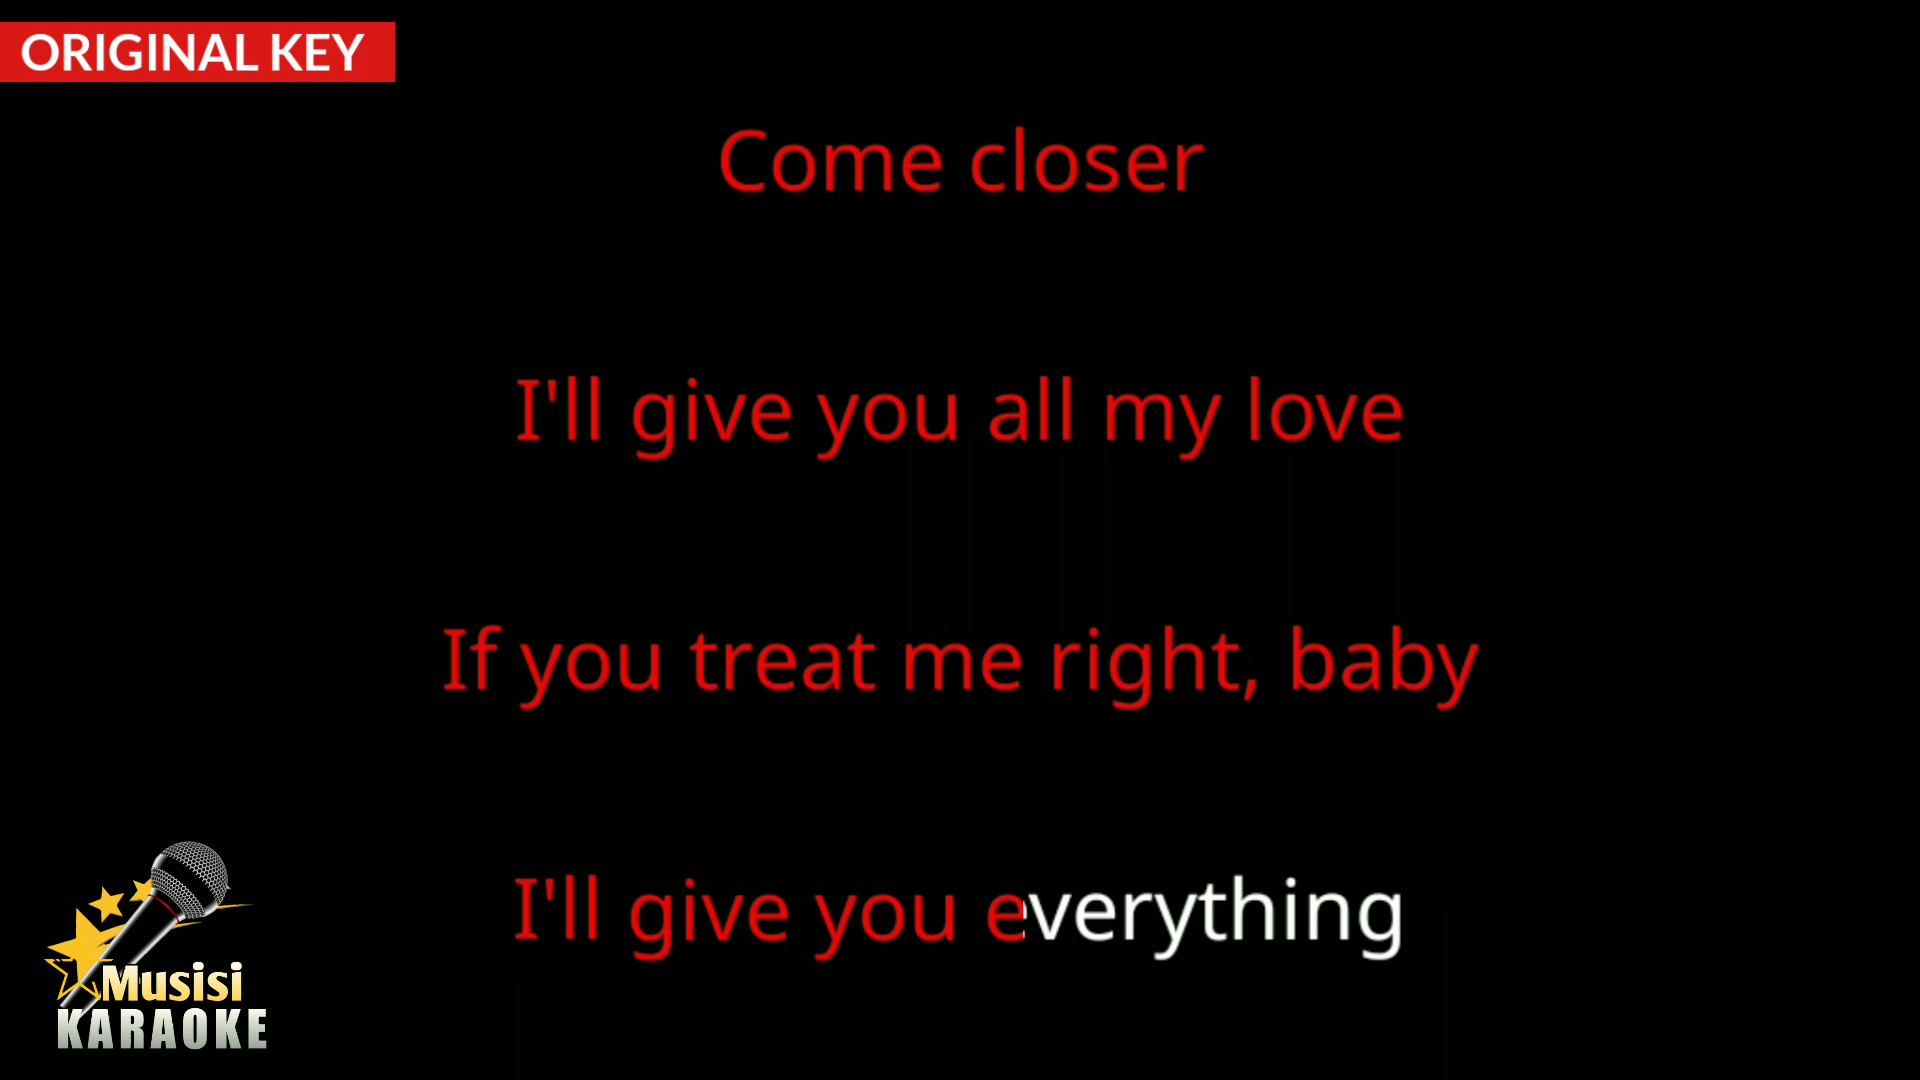 ORIGINAL KEY
Come closer
I'll give you all my love
If you treat me right, baby
I'll give you everything
Musisi
KARAOKE